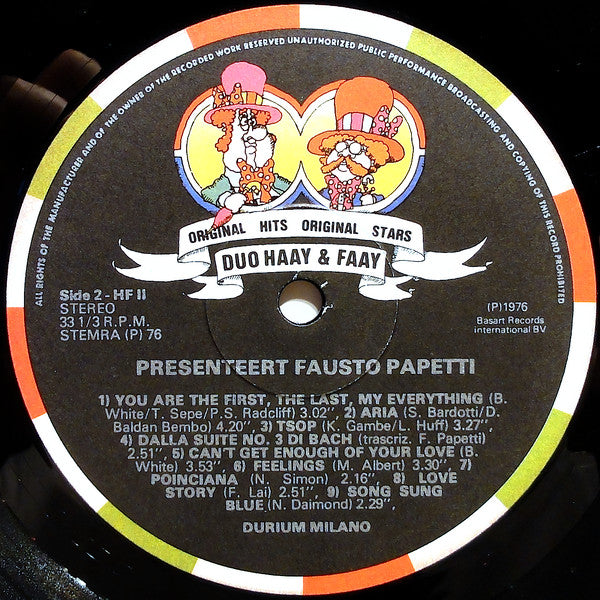 ALL RIGHTS OF THE MANUFACTURER AND OF THE OWNER OF THE RECORDED WORK RESERVED UNAUTHORIZED PUBLIC PERFORMANCE BROADCASTING AND COPYING OF THIS RECORD PROHIBITED
ORIGINAL HITS ORIGINAL STARS
DUO HAAY & FAAY
Side 2 - HF II
STEREO
33 1/3 R.P.M.
STEMRA (P) 76
(P) 1976
Basart Records
international BV
PRESENTEERT FAUSTO PAPETTI
1) YOU ARE THE FIRST, THE LAST, MY EVERYTHING (B.
White/T. Sepe/P.S. Radcliff) 3.02'', 2) ARIA (S. Bardotti/D.
Baldan Bembo) 4.20'', 3) TSOP (K. Gambe/L. Huff) 3.27'',
4) DALLA SUITE NO. 3 DI BACH (trascriz. F. Papetti)
2.51'', 5) CAN'T GET ENOUGH OF YOUR LOVE (B.
White) 3.53'', 6) FEELINGS (M. Albert) 3.30'', 7)
POINCIANA (N. Simon) 2.16'', 8) LOVE
STORY (F. Lai) 2.51'', 9) SONG SUNG
BLUE (N. Daimond) 2.29'',
DURIUM MILANO